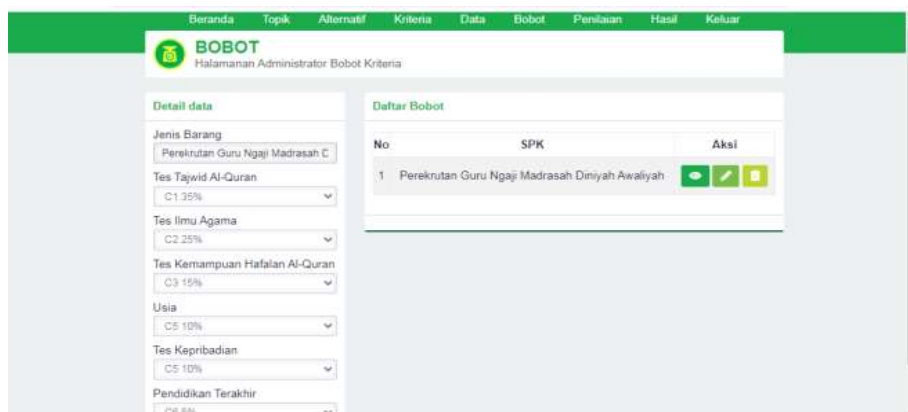 Beranda Topik Alternatif Kriteria Data Bobot Penilaian Hasil Keluar
BOBOT
Halamanan Administrator Bobot Kriteria
Detail data
Jenis Barang
Perekrutan Guru Ngaji Madrasah D
Tes Tajwid Al-Quran
C1 35%
Tes Ilmu Agama
C2 25%
Tes Kemampuan Hafalan Al-Quran
C3 15%
Usia
C5 10%
Tes Kepribadian
C5 10%
Pendidikan Terakhir
C6 5%
Daftar Bobot
No SPK Aksi
1 Perekrutan Guru Ngaji Madrasah Diniyah Awaliyah